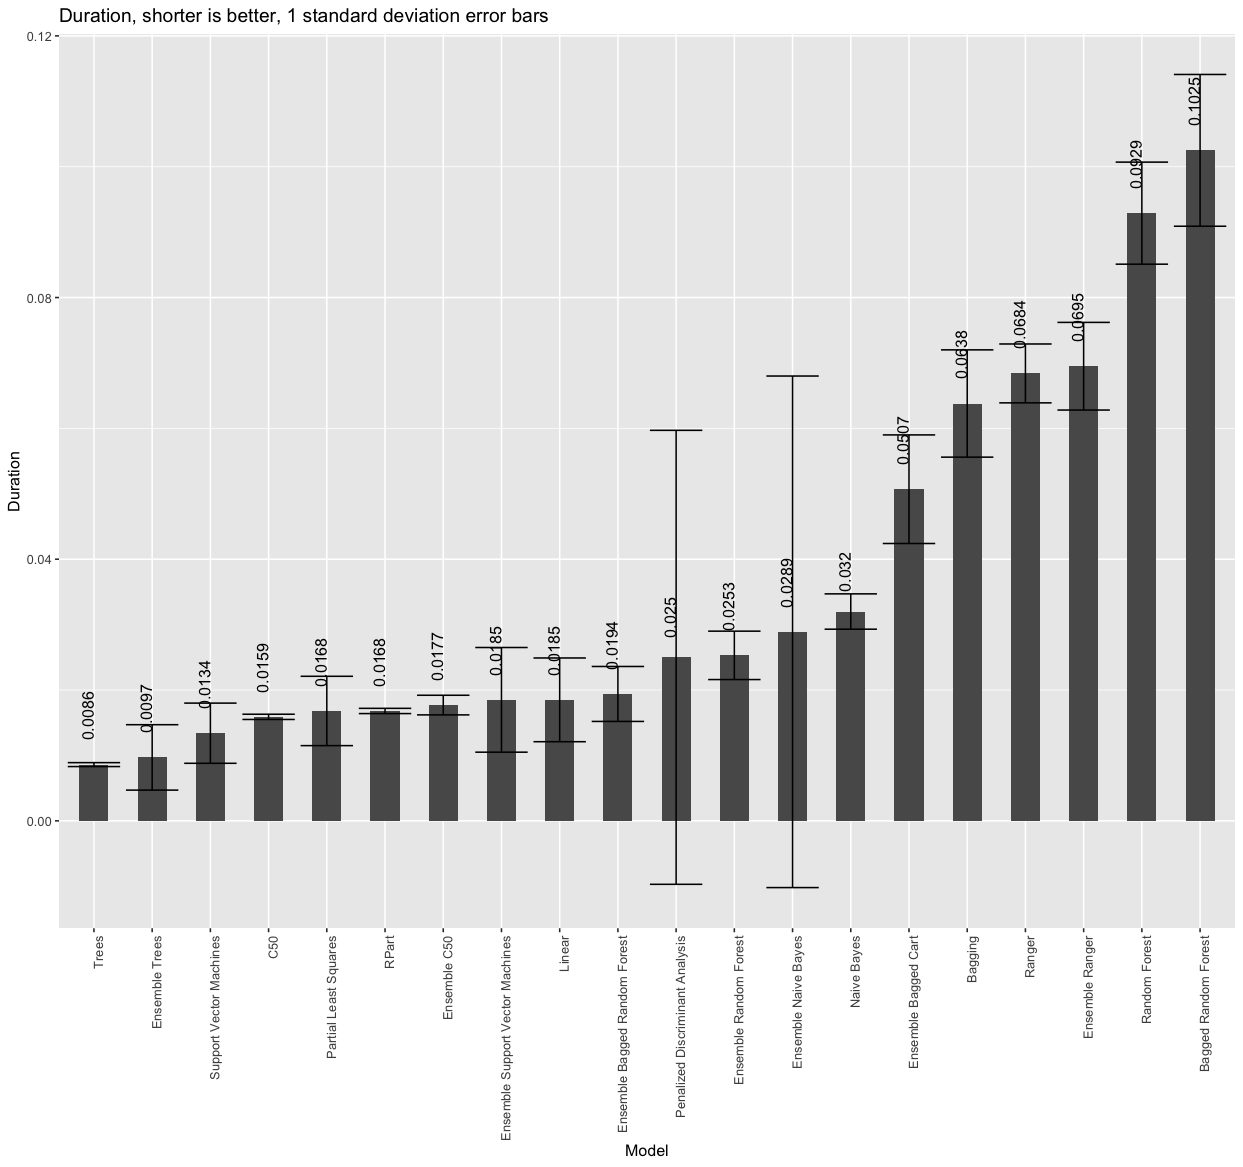 Duration, shorter is better, 1 standard deviation error bars
0.12
0.08
0.04
0.00
Duration
0.0086
0.0097
0.0134
0.0159
0.0168
0.0168
0.0177
0.0185
0.0185
0.0194
0.025
0.0253
0.0289
0.032
0.0507
0.0638
0.0684
0.0695
0.0929
0.1025
Trees
Ensemble Trees
Support Vector Machines
C50
Partial Least Squares
RPart
Ensemble C50
Ensemble Support Vector Machines
Linear
Ensemble Bagged Random Forest
Penalized Discriminant Analysis
Ensemble Random Forest
Ensemble Naive Bayes
Naive Bayes
Ensemble Bagged Cart
Bagging
Ranger
Ensemble Ranger
Random Forest
Bagged Random Forest
Model